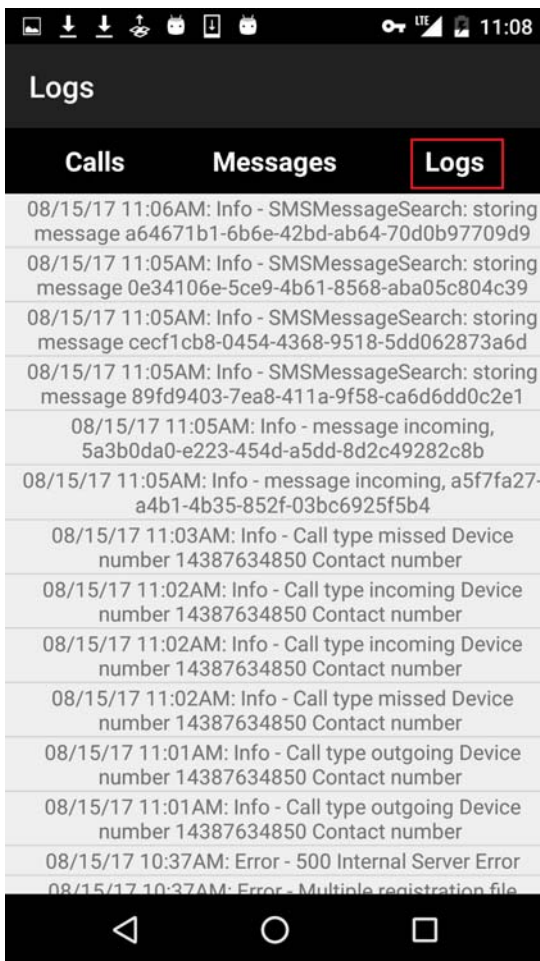 LTE 11:08
Logs
Calls Messages Logs
08/15/17 11:06AM: Info - SMSMessageSearch: storing
message a64671b1-6b6e-42bd-ab64-70d0b97709d9
08/15/17 11:05AM: Info - SMSMessageSearch: storing
message 0e34106e-5ce9-4b61-8568-aba05c804c39
08/15/17 11:05AM: Info - SMSMessageSearch: storing
message cecf1cb8-0454-4368-9518-5dd062873a6d
08/15/17 11:05AM: Info - SMSMessageSearch: storing
message 89fd9403-7ea8-411a-9f58-ca6d6dd0c2e1
08/15/17 11:05AM: Info - message incoming,
5a3b0da0-e223-454d-a5dd-8d2c49282c8b
08/15/17 11:05AM: Info - message incoming, a5f7fa27-
a4b1-4b35-852f-03bc6925f5b4
08/15/17 11:03AM: Info - Call type missed Device
number 14387634850 Contact number
08/15/17 11:02AM: Info - Call type incoming Device
number 14387634850 Contact number
08/15/17 11:02AM: Info - Call type incoming Device
number 14387634850 Contact number
08/15/17 11:02AM: Info - Call type missed Device
number 14387634850 Contact number
08/15/17 11:01AM: Info - Call type outgoing Device
number 14387634850 Contact number
08/15/17 11:01AM: Info - Call type outgoing Device
number 14387634850 Contact number
08/15/17 10:37AM: Error - 500 Internal Server Error
08/15/17 10:37AM: Error - Multiple registration file